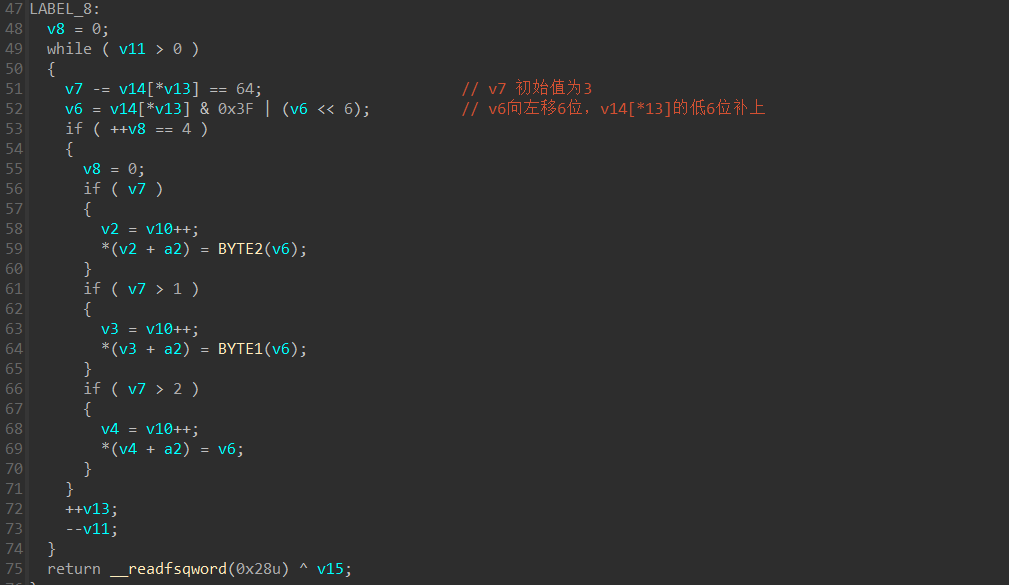 47 LABEL_8:
48   v8 = 0;
49   while ( v11 > 0 )
50   {
51     v7 -= v14[*v13] == 64;                      // v7 初始值为3
52     v6 = v14[*v13] & 0x3F | (v6 << 6);          // v6向左移6位，v14[*13]的低6位补上
53     if ( ++v8 == 4 )
54     {
55       v8 = 0;
56       if ( v7 )
57       {
58         v2 = v10++;
59         *(v2 + a2) = BYTE2(v6);
60       }
61       if ( v7 > 1 )
62       {
63         v3 = v10++;
64         *(v3 + a2) = BYTE1(v6);
65       }
66       if ( v7 > 2 )
67       {
68         v4 = v10++;
69         *(v4 + a2) = v6;
70       }
71     }
72     ++v13;
73     --v11;
74   }
75   return __readfsqword(0x28u) ^ v15;